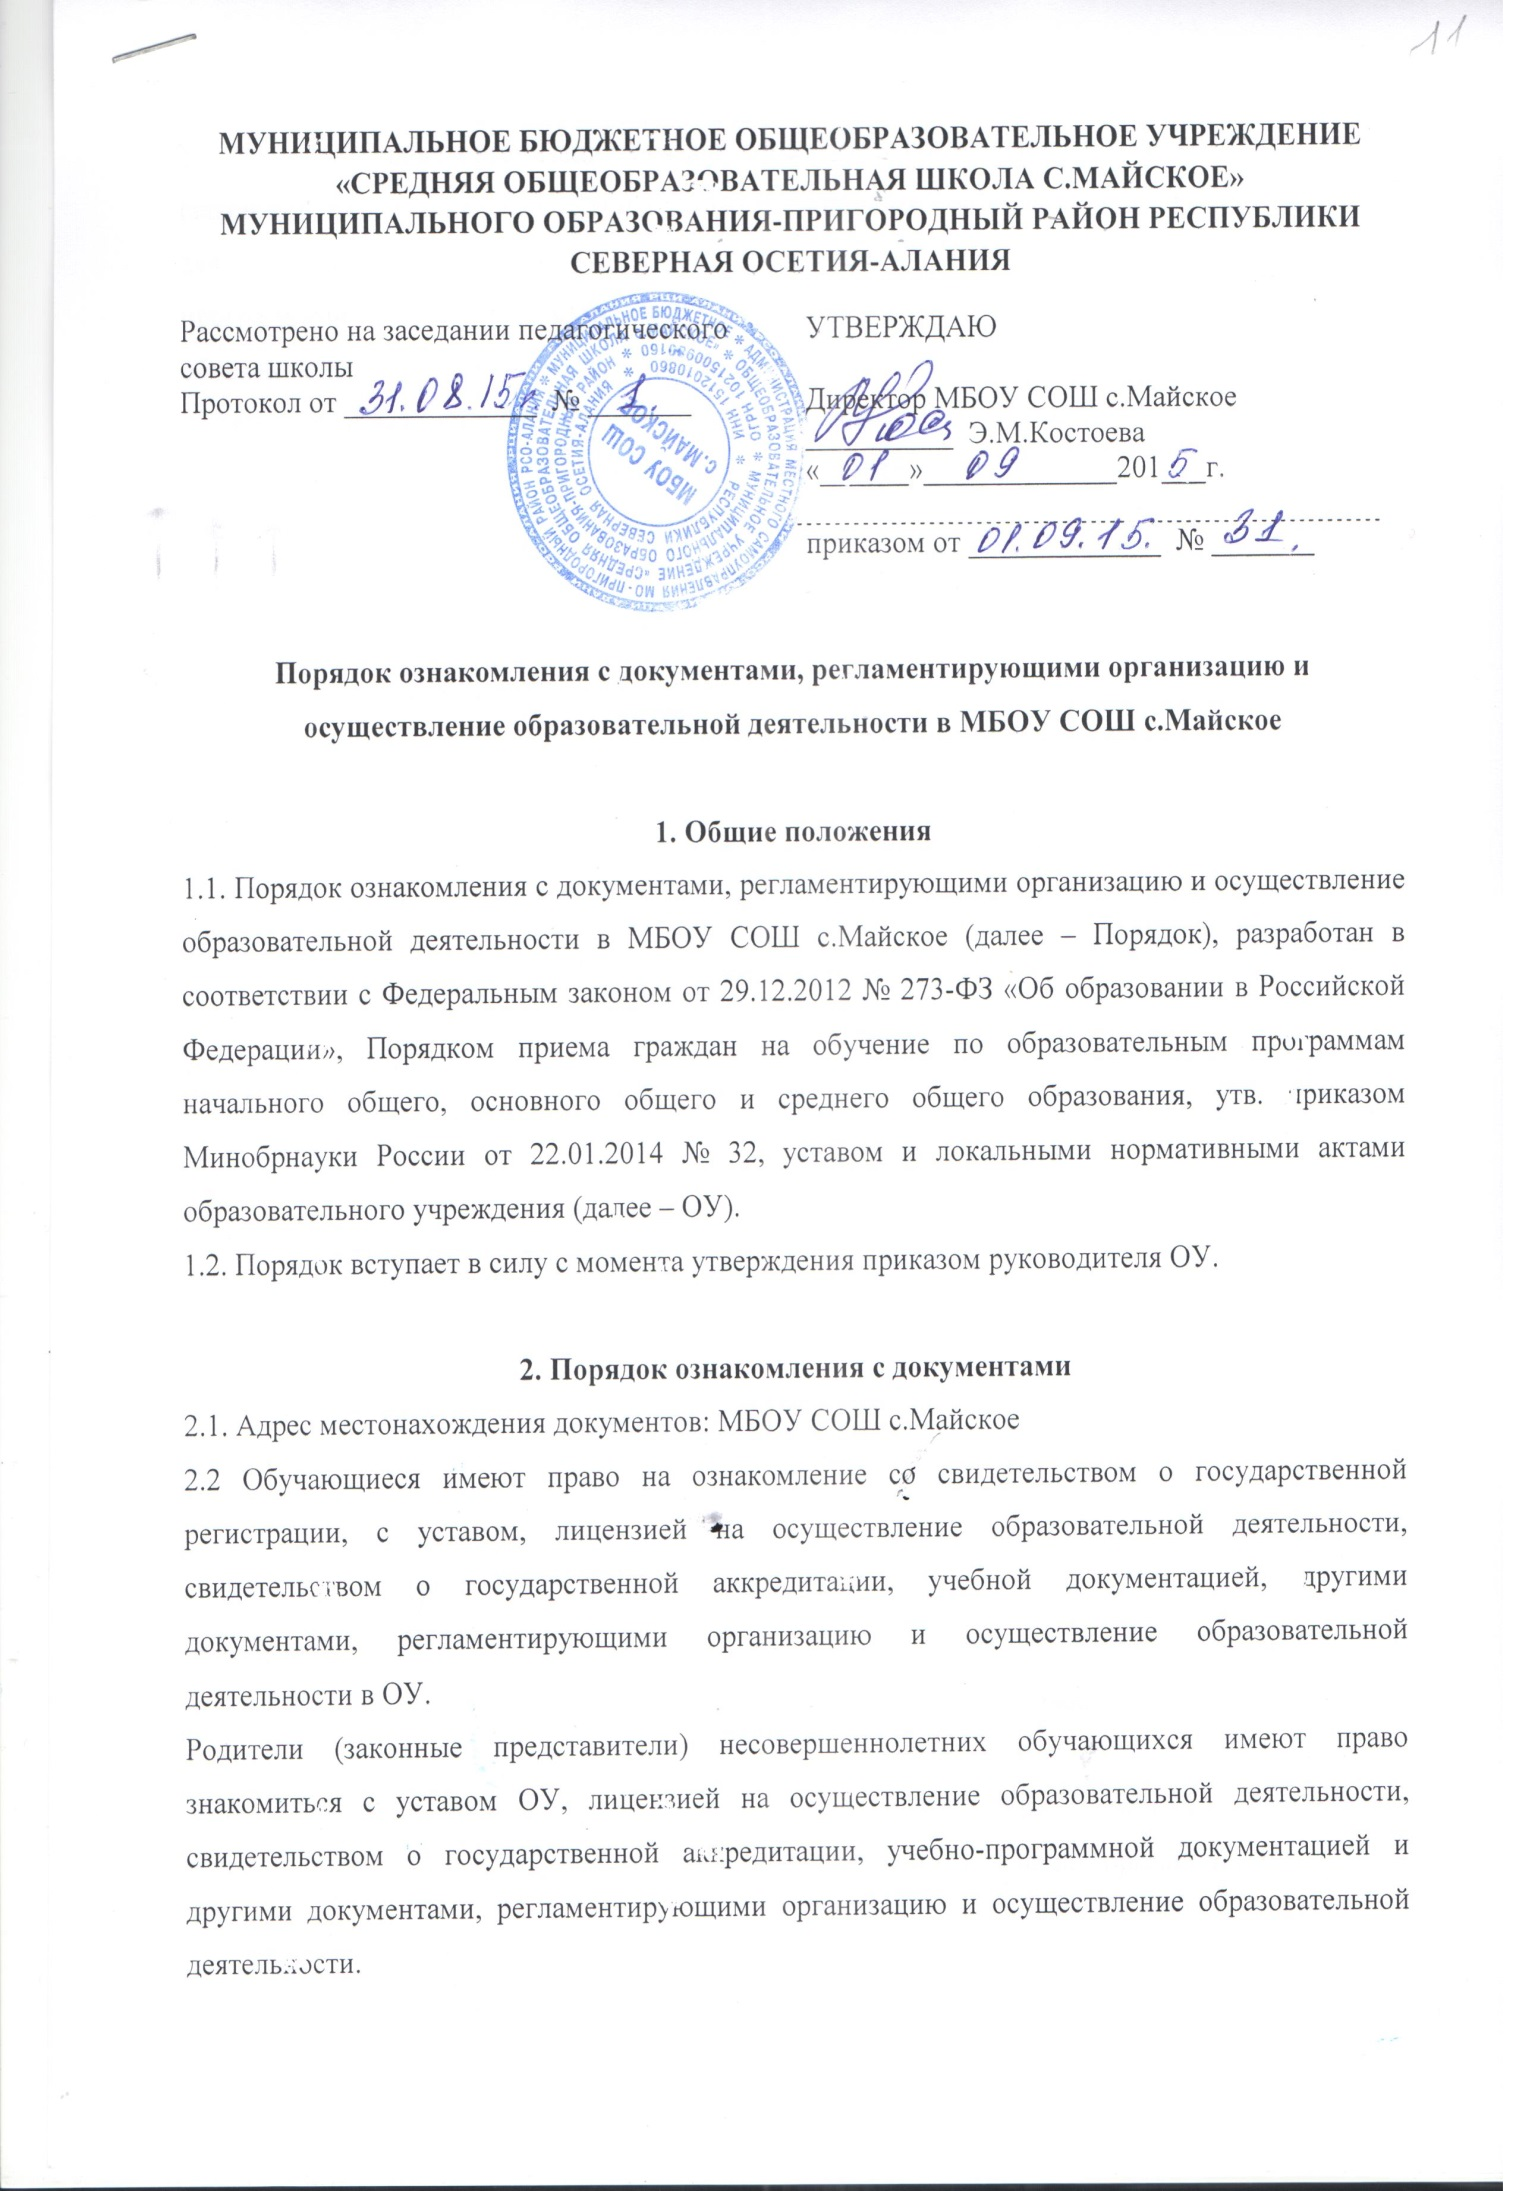 11
МУНИЦИПАЛЬНОЕ БЮДЖЕТНОЕ ОБЩЕОБРАЗОВАТЕЛЬНОЕ УЧРЕЖДЕНИЕ
«СРЕДНЯЯ ОБЩЕОБРАЗОВАТЕЛЬНАЯ ШКОЛА С.МАЙСКОЕ»
МУНИЦИПАЛЬНОГО ОБРАЗОВАНИЯ-ПРИГОРОДНЫЙ РАЙОН РЕСПУБЛИКИ
СЕВЕРНАЯ ОСЕТИЯ-АЛАНИЯ
Рассмотрено на заседании педагогического
совета школы
Протокол от 31.08.15г № 1.
МБОУ СОШ
с.МАЙСКОЕ
УТВЕРЖДАЮ
Директор МБОУ СОШ с.Майское
Э.М.Костоева
« 01 » 09 2015 г.
приказом от 01.09.15. № 31.
Порядок ознакомления с документами, регламентирующими организацию и
осуществление образовательной деятельности в МБОУ СОШ с.Майское
1. Общие положения
1.1. Порядок ознакомления с документами, регламентирующими организацию и осуществление
образовательной деятельности в МБОУ СОШ с.Майское (далее – Порядок), разработан в
соответствии с Федеральным законом от 29.12.2012 № 273-ФЗ «Об образовании в Российской
Федерации», Порядком приема граждан на обучение по образовательным программам
начального общего, основного общего и среднего общего образования, утв. приказом
Минобрнауки России от 22.01.2014 № 32, уставом и локальными нормативными актами
образовательного учреждения (далее – ОУ).
1.2. Порядок вступает в силу с момента утверждения приказом руководителя ОУ.
2. Порядок ознакомления с документами
2.1. Адрес местонахождения документов: МБОУ СОШ с.Майское
2.2 Обучающиеся имеют право на ознакомление со свидетельством о государственной
регистрации, с уставом, лицензией на осуществление образовательной деятельности,
свидетельством о государственной аккредитации, учебной документацией, другими
документами, регламентирующими организацию и осуществление образовательной
деятельности в ОУ.
Родители (законные представители) несовершеннолетних обучающихся имеют право
знакомиться с уставом ОУ, лицензией на осуществление образовательной деятельности,
свидетельством о государственной аккредитации, учебно-программной документацией и
другими документами, регламентирующими организацию и осуществление образовательной
деятельности.